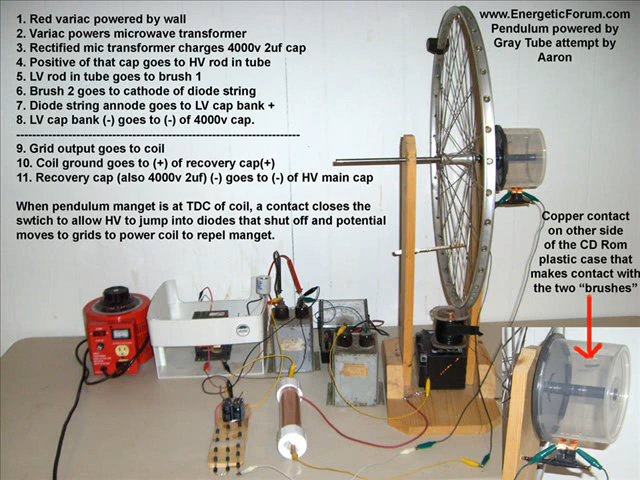 1. Red variac powered by wall
2. Variac powers microwave transformer
3. Rectified mic transformer charges 4000v 2uf cap
4. Positive of that cap goes to HV rod in tube
5. LV rod in tube goes to brush 1
6. Brush 2 goes to cathode of diode string
7. Diode string annode goes to LV cap bank +
8. LV cap bank (-) goes to (-) of 4000v cap.
--------------------------------------------------------------
9. Grid output goes to coil
10. Coil ground goes to (+) of recovery cap(+)
11. Recovery cap (also 4000v 2uf) (-) goes to (-) of HV main cap
When pendulum manget is at TDC of coil, a contact closes the
swtich to allow HV to jump into diodes that shut off and potential
moves to grids to power coil to repel manget.
www.EnergeticForum.com
Pendulum powered by
Gray Tube attempt by
Aaron
Copper contact
on other side
of the CD Rom
plastic case that
makes contact with
the two “brushes”